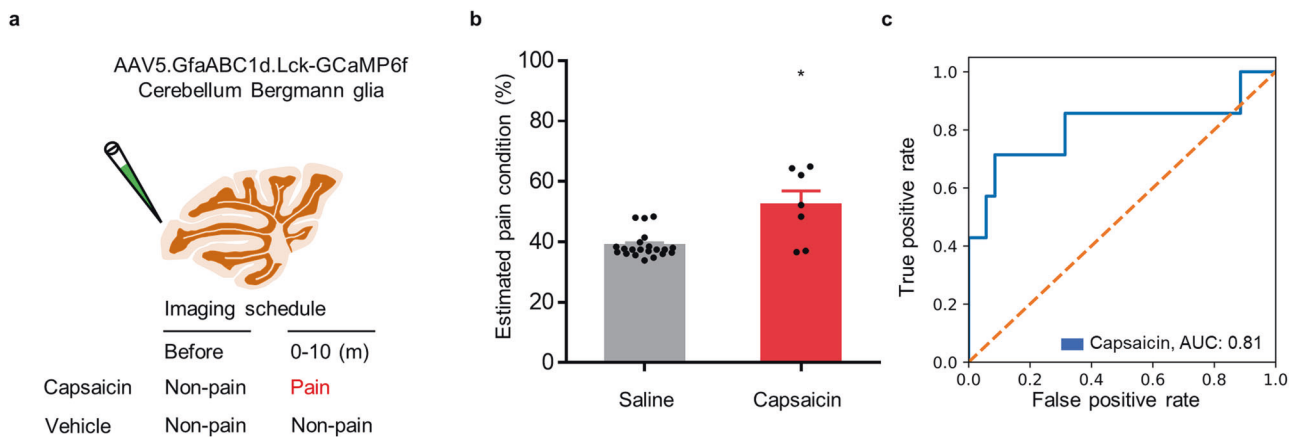 a
AAV5.GfaABC1d.Lck-GCaMP6f
Cerebellum Bergmann glia
Imaging schedule
Before 0-10 (m)
Capsaicin Non-pain Pain
Vehicle Non-pain Non-pain
b
Estimated pain condition (%)
100
80
60
40
20
0
*
Saline Capsaicin
c
True positive rate
1.0
0.8
0.6
0.4
0.2
0.0
Capsaicin, AUC: 0.81
0.0 0.2 0.4 0.6 0.8 1.0
False positive rate